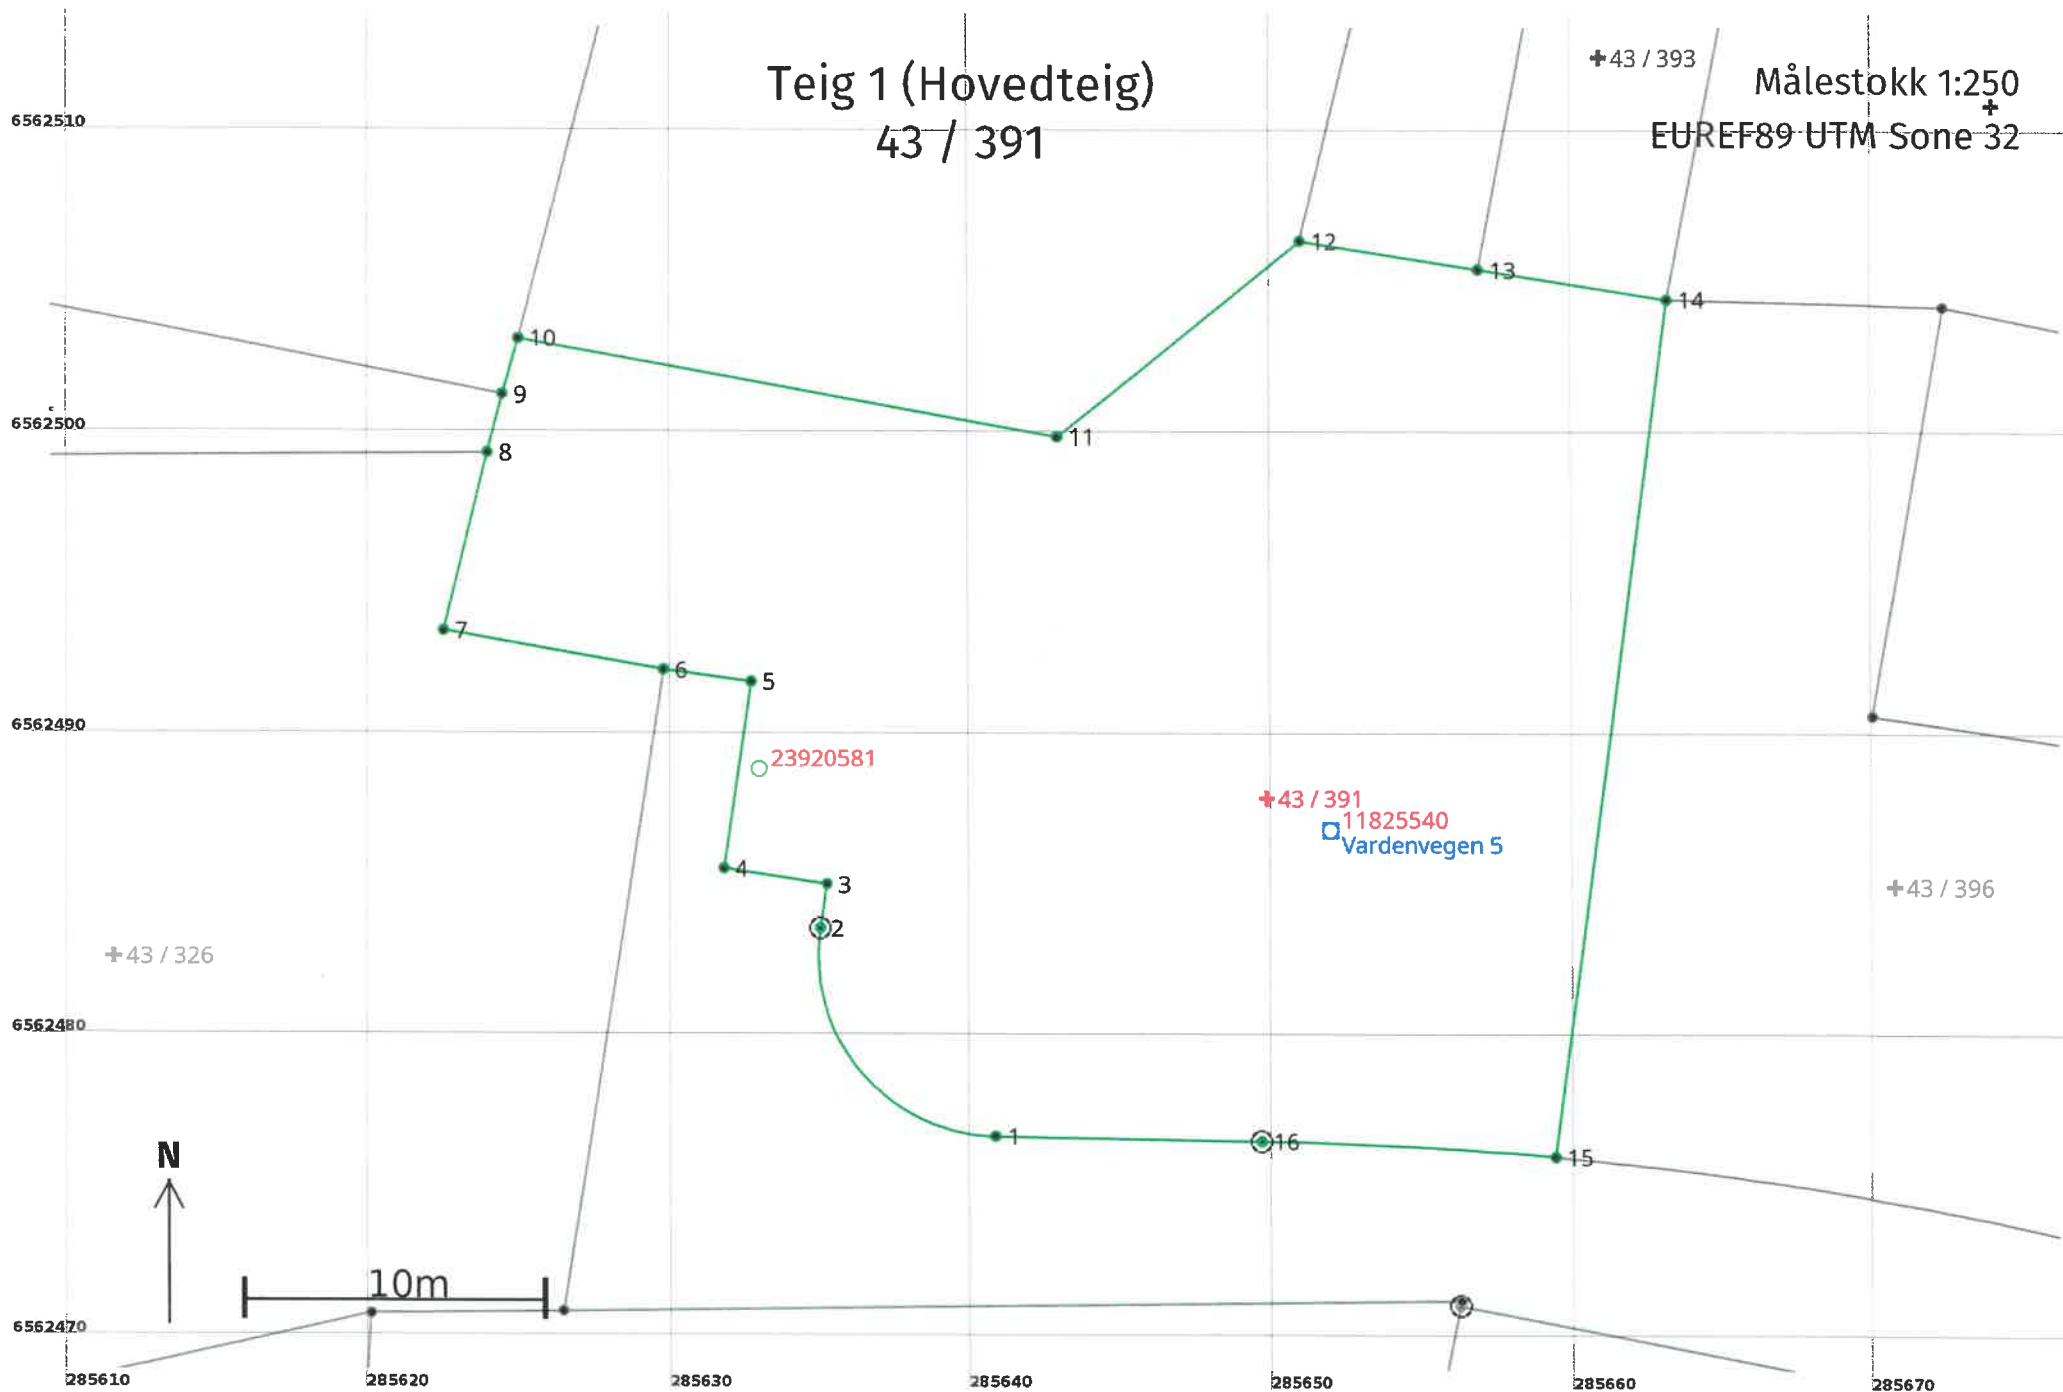 Teig 1 (Hovedteig)
43 / 391
Målestokk 1:250
EUREF89 UTM Sone 32
43 / 393
6562510
12
13
14
10
9
6562500
11
8
7
6
5
6562490
23920581
43 / 391
11825540
Vardenvegen 5
4
3
43 / 396
2
43 / 326
6562480
1
16
15
N
10m
6562470
285610
285620
285630
285640
285650
285660
285670